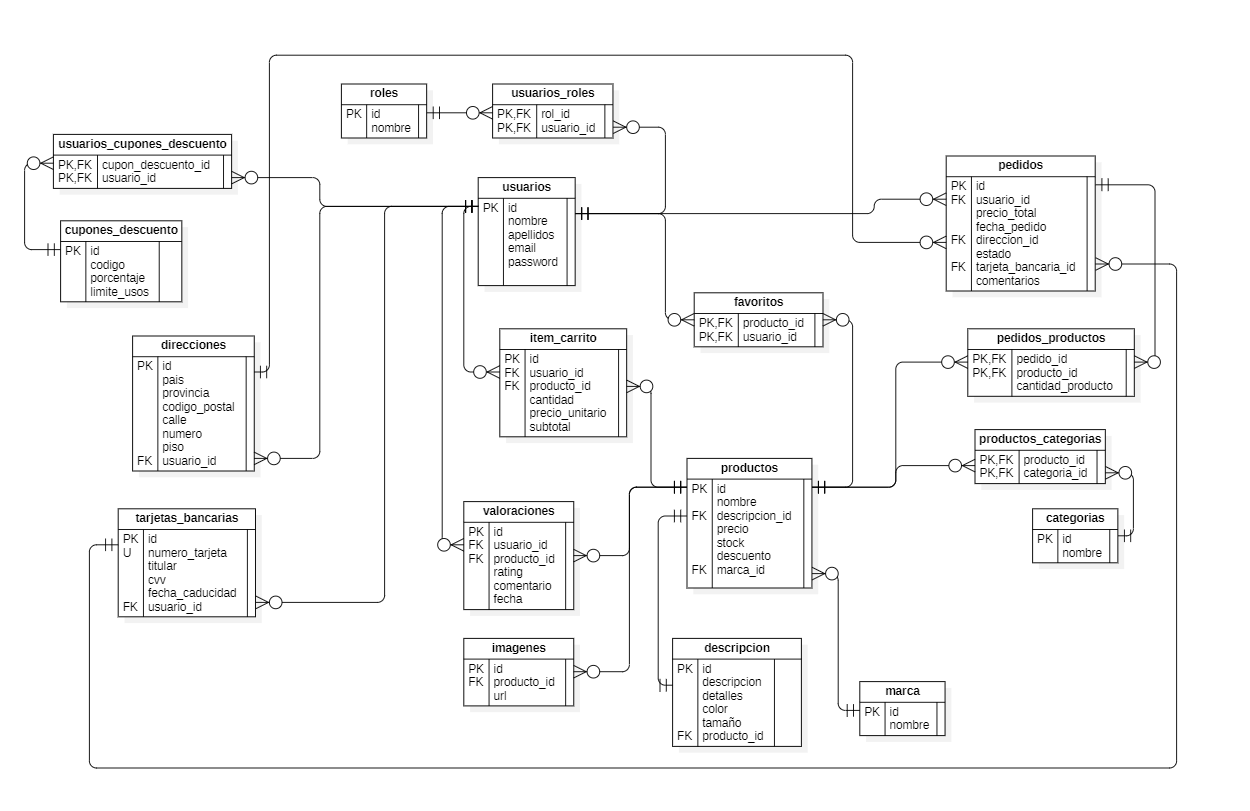 roles
PK id
nombre
usuarios_roles
PK,FK rol_id
PK,FK usuario_id
usuarios_cupones_descuento
PK,FK cupon_descuento_id
PK,FK usuario_id
pedidos
PK id
FK usuario_id
precio_total
fecha_pedido
FK direccion_id
estado
FK tarjeta_bancaria_id
comentarios
usuarios
PK id
nombre
apellidos
email
password
cupones_descuento
PK id
codigo
porcentaje
limite_usos
favoritos
PK,FK producto_id
PK,FK usuario_id
direcciones
PK id
pais
provincia
codigo_postal
calle
numero
piso
FK usuario_id
item_carrito
PK id
FK usuario_id
FK producto_id
cantidad
precio_unitario
subtotal
pedidos_productos
PK,FK pedido_id
PK,FK producto_id
cantidad_producto
productos_categorias
PK,FK producto_id
PK,FK categoria_id
productos
PK id
nombre
FK descripcion_id
precio
stock
descuento
FK marca_id
tarjetas_bancarias
PK id
U numero_tarjeta
titular
cvv
fecha_caducidad
FK usuario_id
valoraciones
PK id
FK usuario_id
FK producto_id
rating
comentario
fecha
categorias
PK id
nombre
imagenes
PK id
FK producto_id
url
descripcion
PK id
descripcion
detalles
color
tamaño
FK producto_id
marca
PK id
nombre